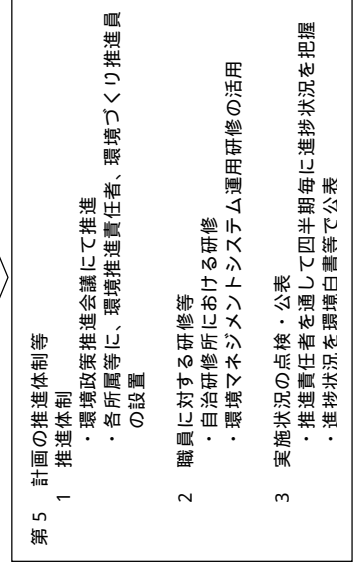 第５　計画の推進体制等
１　推進体制
・環境政策推進会議にて推進
・各所属等に、環境推進責任者、環境づくり推進員
の設置
２　職員に対する研修等
・自治研修所における研修
・環境マネジメントシステム運用研修の活用
３　実施状況の点検・公表
・推進責任者を通して四半期毎に進捗状況を把握
・進捗状況を環境白書等で公表